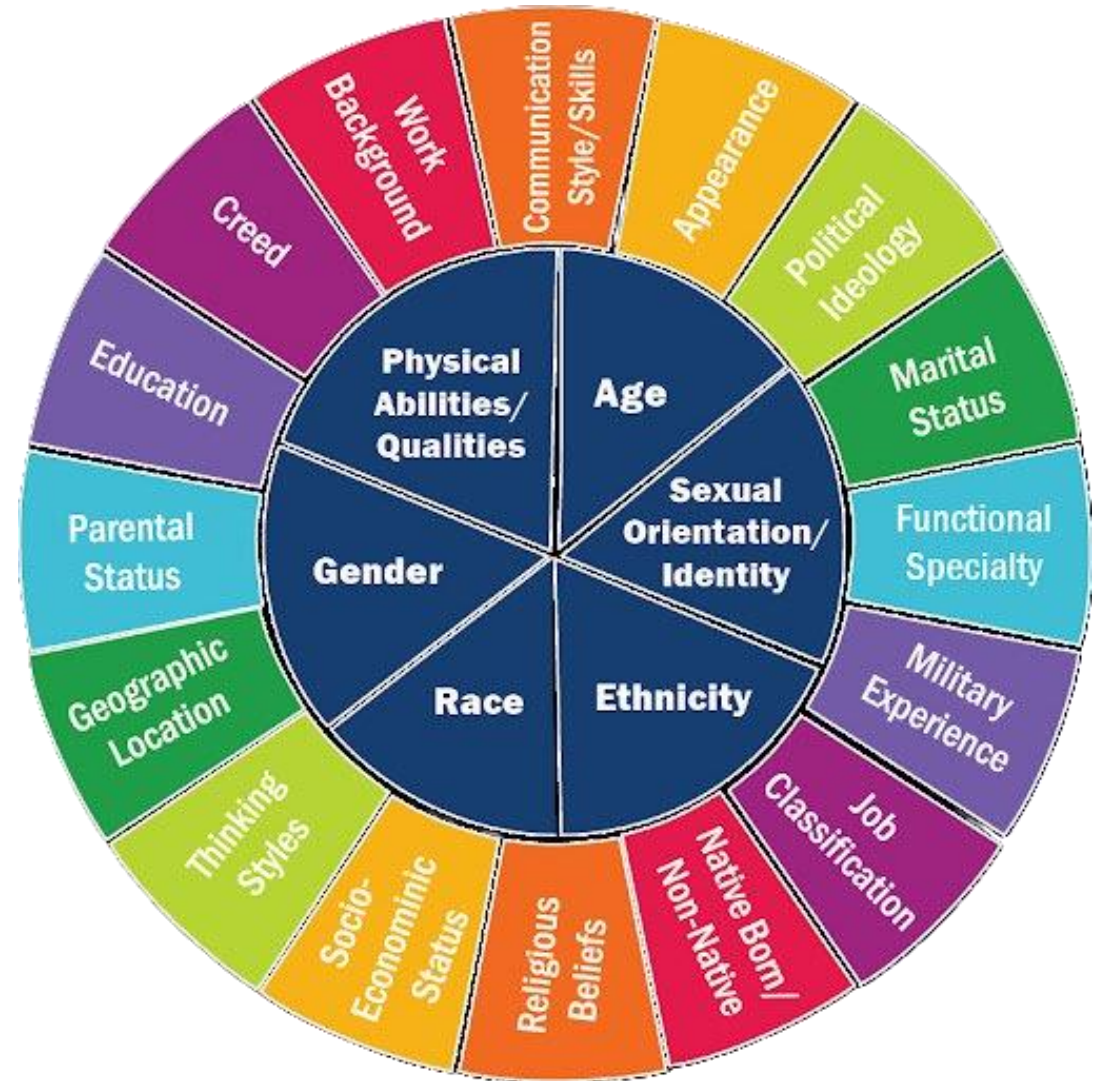 Communication
Style/Skills
Appearance
Political
Ideology
Marital
Status
Functional
Specialty
Military
Experience
Job
Classification
Native Born/
Non-Native
Religious
Beliefs
Socio-
Economic
Status
Thinking
Styles
Geographic
Location
Parental
Status
Education
Creed
Work
Background
Physical
Abilities/
Qualities
Age
Sexual
Orientation/
Identity
Ethnicity
Race
Gender